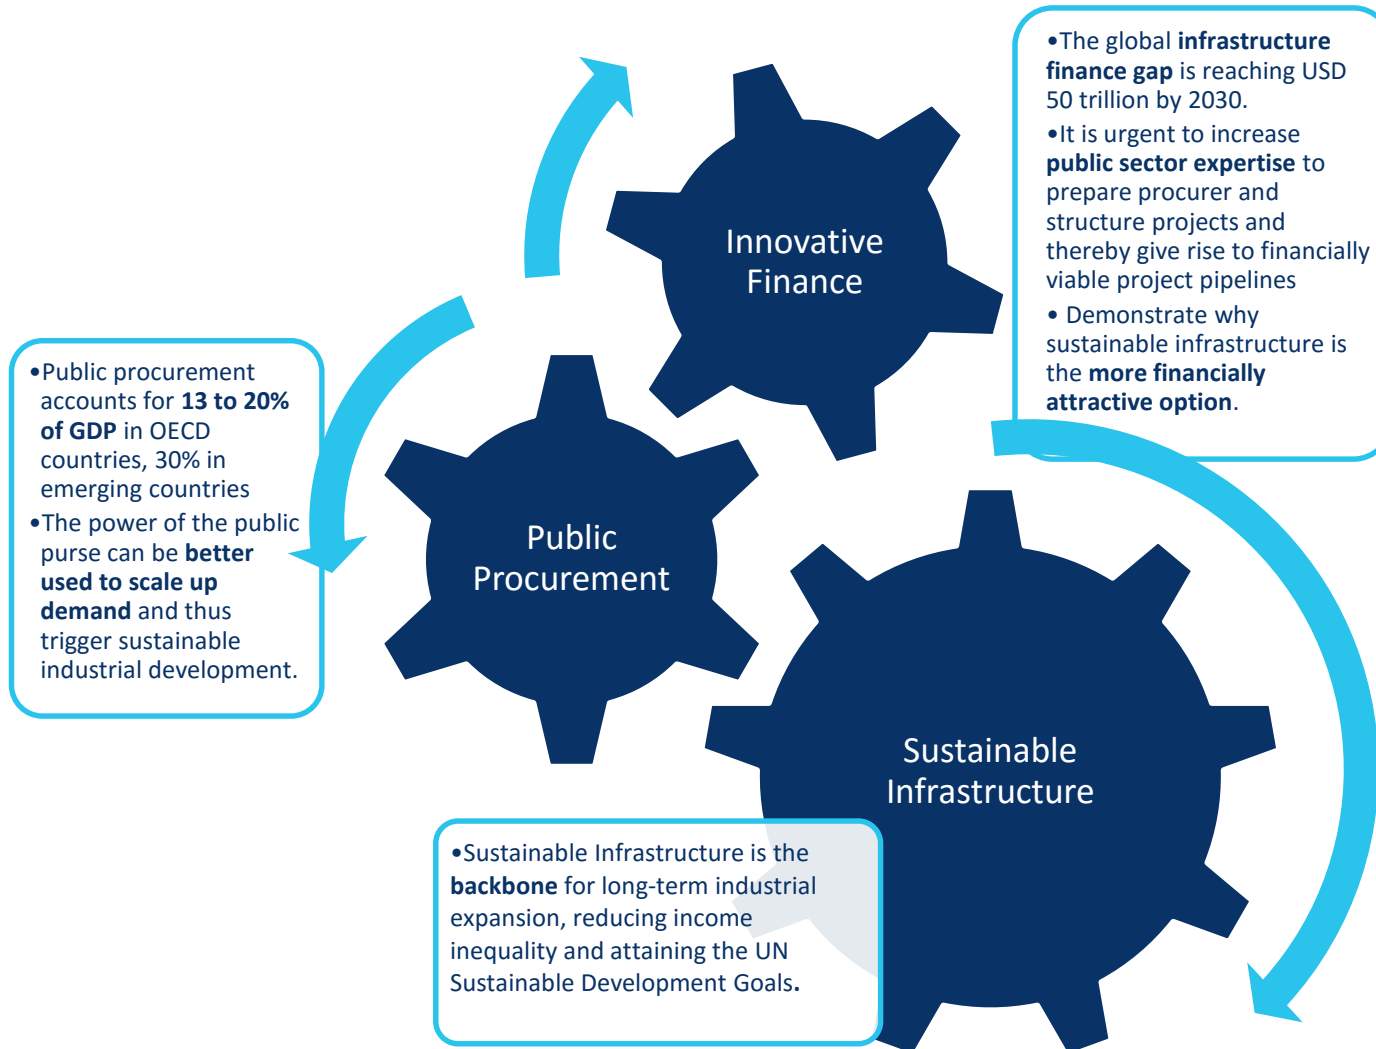 •The global infrastructure
finance gap is reaching USD
50 trillion by 2030.
•It is urgent to increase
public sector expertise to
prepare procurer and
structure projects and
thereby give rise to financially
viable project pipelines
• Demonstrate why
sustainable infrastructure is
the more financially
attractive option.
Innovative
Finance
•Public procurement
accounts for 13 to 20%
of GDP in OECD
countries, 30% in
emerging countries
•The power of the public
purse can be better
used to scale up
demand and thus
trigger sustainable
industrial development.
Public
Procurement
Sustainable
Infrastructure
•Sustainable Infrastructure is the
backbone for long-term industrial
expansion, reducing income
inequality and attaining the UN
Sustainable Development Goals.